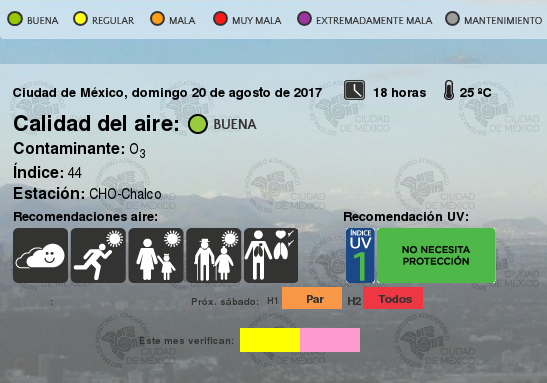 BUENA REGULAR MALA MUY MALA EXTREMADAMENTE MALA MANTENIMIENTO
Ciudad de México, domingo 20 de agosto de 2017 18 horas 25 ºC
Calidad del aire: BUENA
Contaminante: O3
Índice: 44
Estación: CHO-Chalco
Recomendaciones aire: Recomendación UV:
ÍNDICE UV 1 NO NECESITA PROTECCIÓN
: Próx. sábado: H1 Par H2 Todos
Este mes verifican: